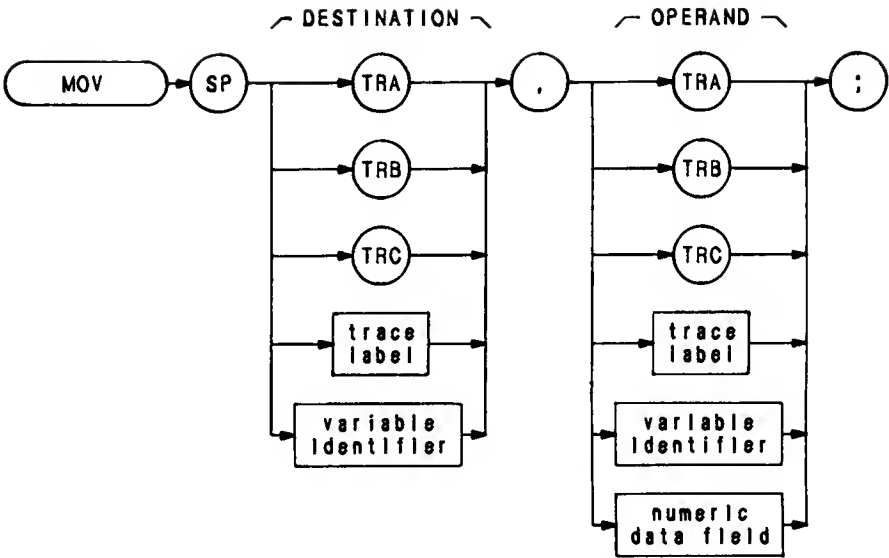 DESTINATION
OPERAND
MOV SP TRA , TRA ;
TRB TRB
TRC TRC
trace label trace label
variable identifier variable identifier
numeric data field